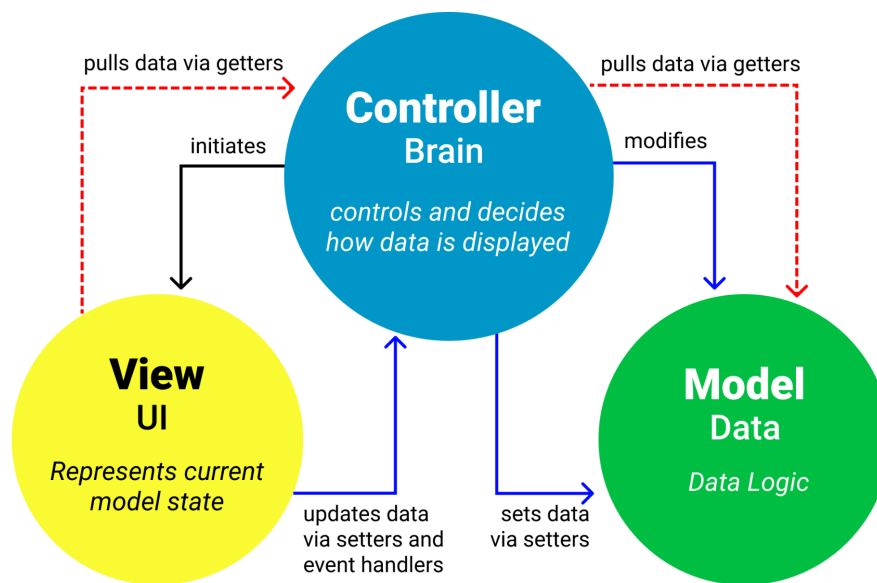 pulls data via getters
pulls data via getters
Controller
Brain
initiates
modifies
controls and decides
how data is displayed
View
UI
Represents current
model state
Model
Data
Data Logic
updates data
via setters and
event handlers
sets data
via setters